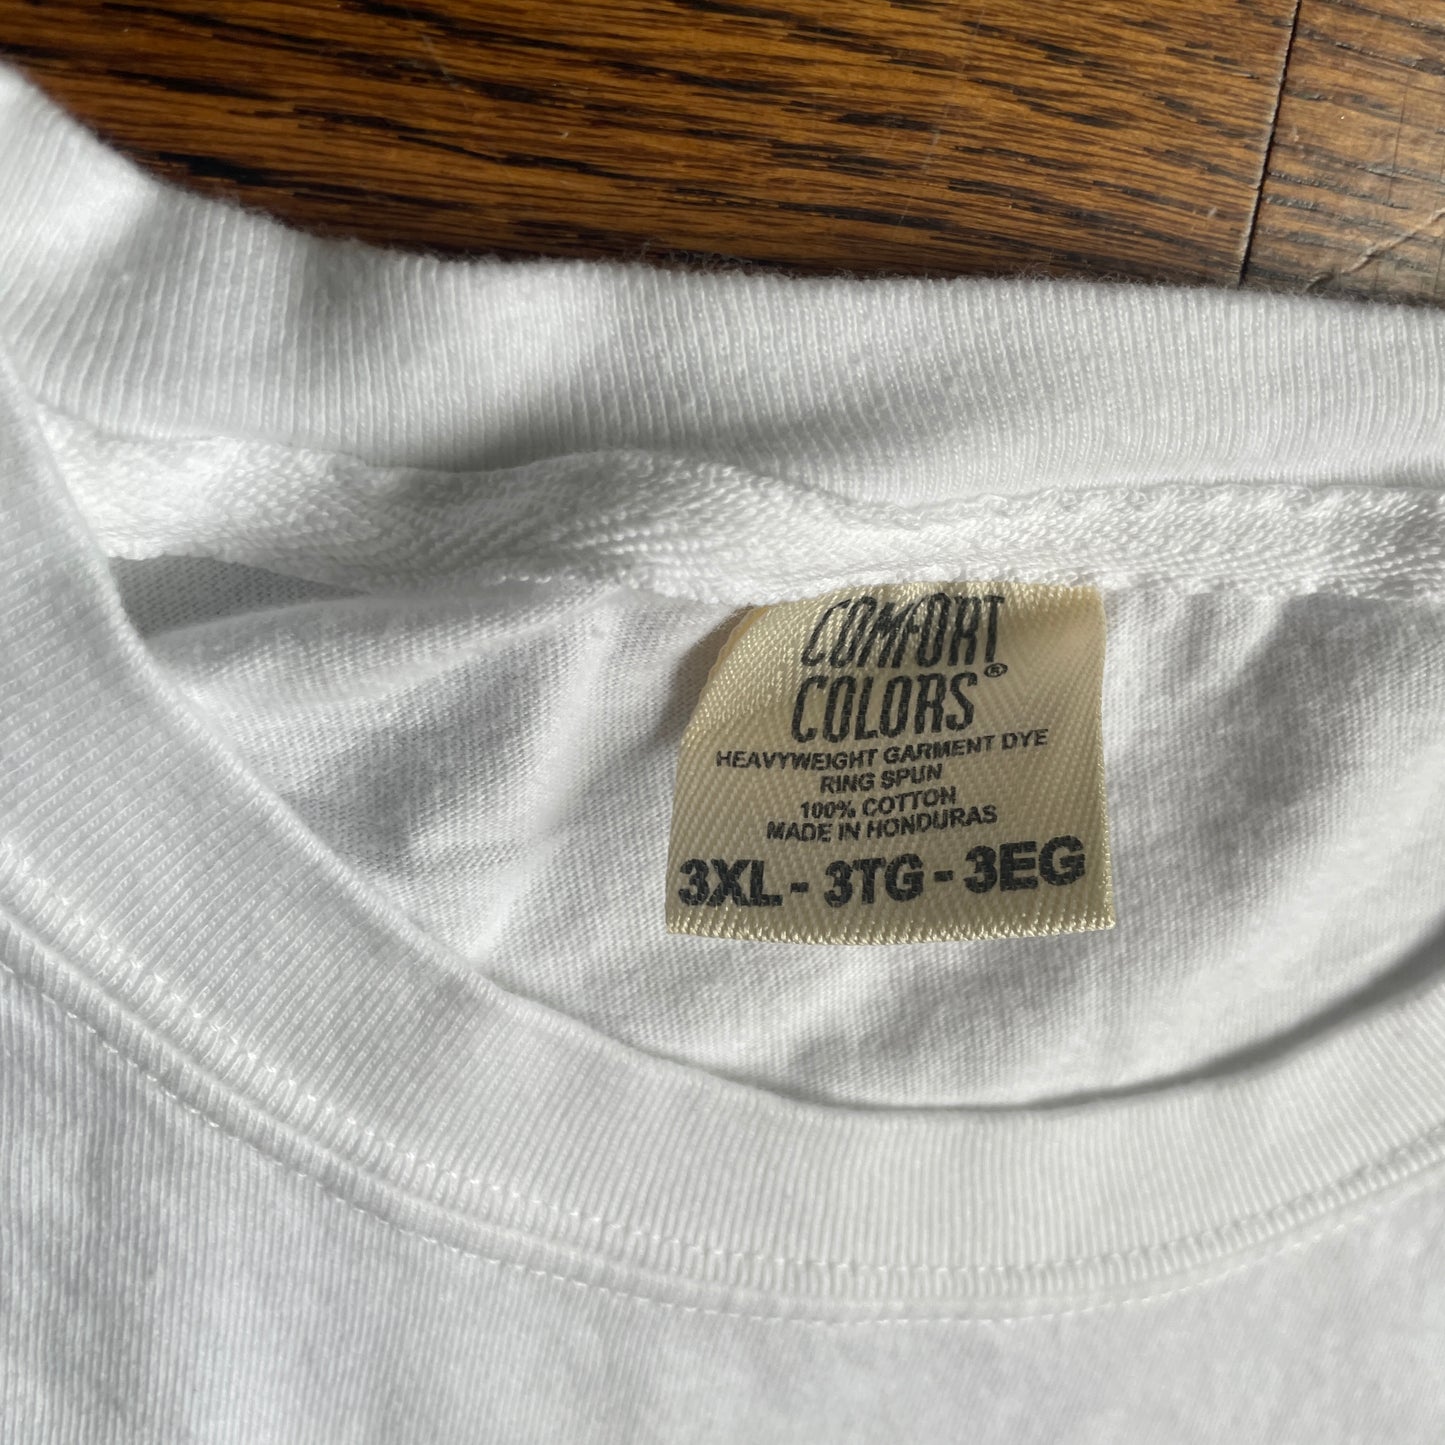 COMFORT
COLORS®
HEAVYWEIGHT GARMENT DYE
RING SPUN
100% COTTON
MADE IN HONDURAS
3XL - 3TG - 3EG